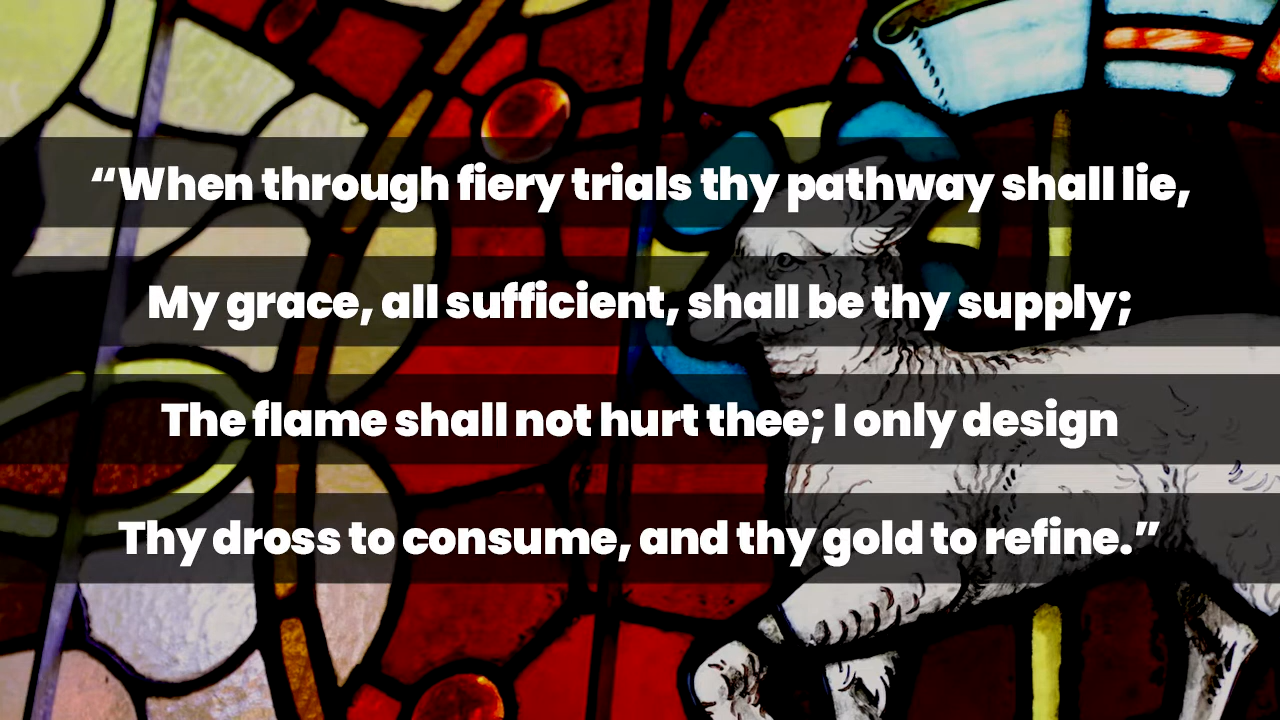 “When through fiery trials thy pathway shall lie,
My grace, all sufficient, shall be thy supply;
The flame shall not hurt thee; I only design
Thy dross to consume, and thy gold to refine.”